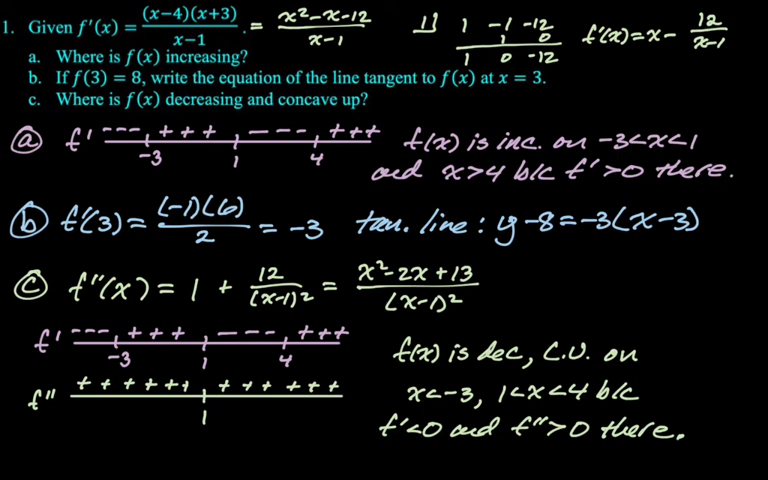 1. Given f'(x) = (x−4)(x+3)/(x−1). = (x²−x−12)/(x−1)   1⌋ 1 −1 −12   f'(x) = x − 12/(x−1)
1 0
1 0 −12
a. Where is f(x) increasing?
b. If f(3) = 8, write the equation of the line tangent to f(x) at x = 3.
c. Where is f(x) decreasing and concave up?
ⓐ f' −−− +++ −−− +++   f(x) is inc. on −3<x<1
−3 1 4   and x>4 b/c f'>0 there.
ⓑ f'(3) = (−1)(6)/2 = −3   tan. line: y−8 = −3(x−3)
ⓒ f''(x) = 1 + 12/(x−1)² = (x²−2x+13)/(x−1)²
f' −−− +++ −−− +++
−3 1 4   f(x) is dec, C.U. on
f'' ++++++ ++++++   x<−3, 1<x<4 b/c
1   f'<0 and f''>0 there.